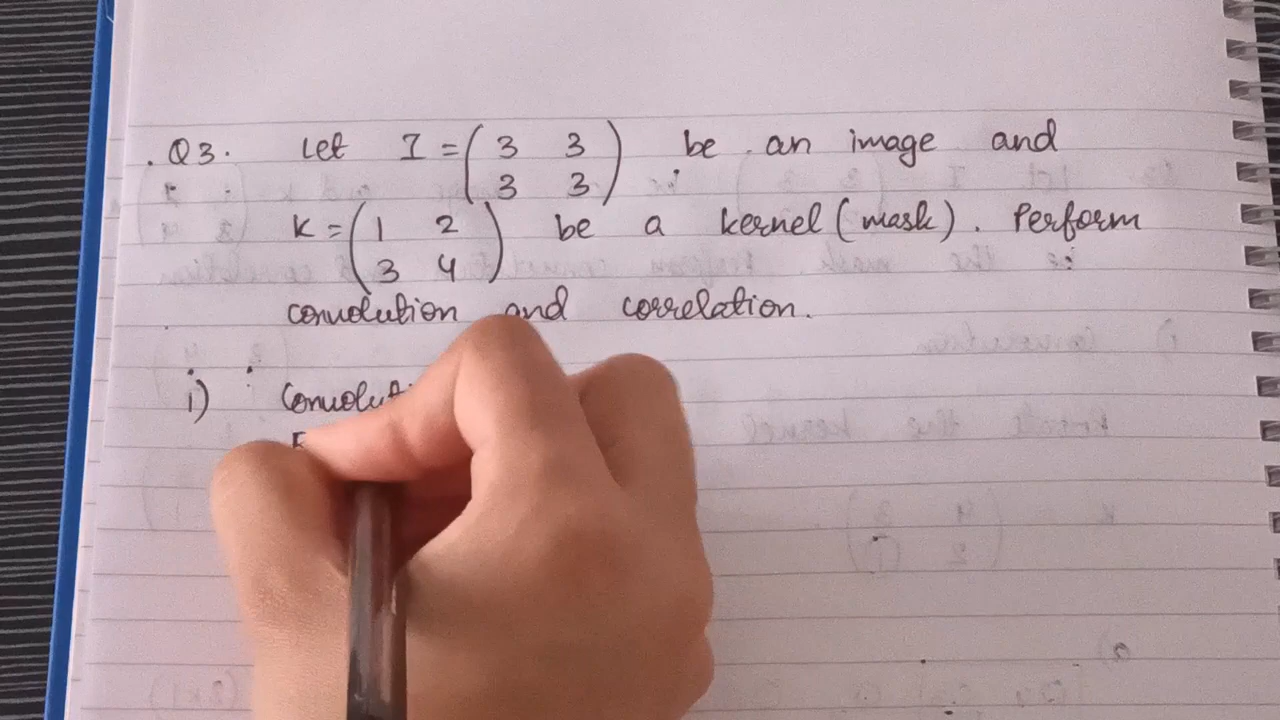 Q3. Let I = (3 3 be an image and
3 3)
K = (1 2 be a kernel (mask). Perform
3 4)
convolution and correlation.
i)